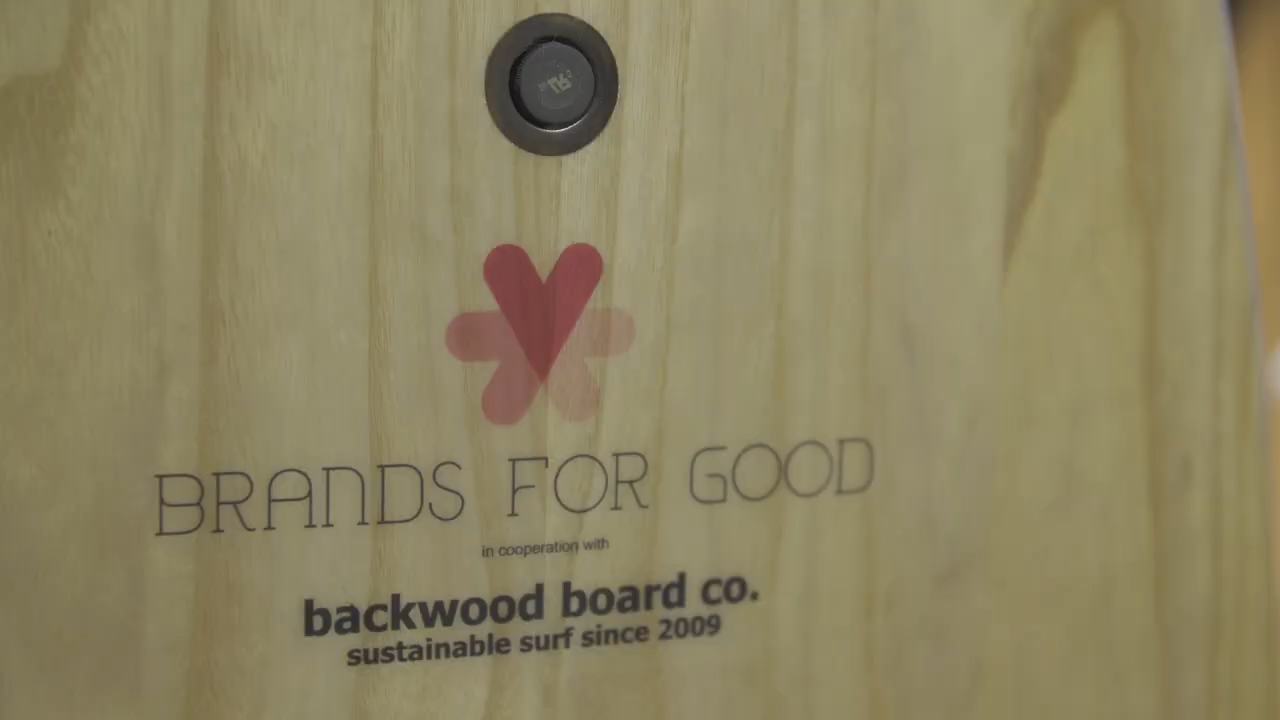 BRANDS FOR GOOD
in cooperation with
backwood board co.
sustainable surf since 2009